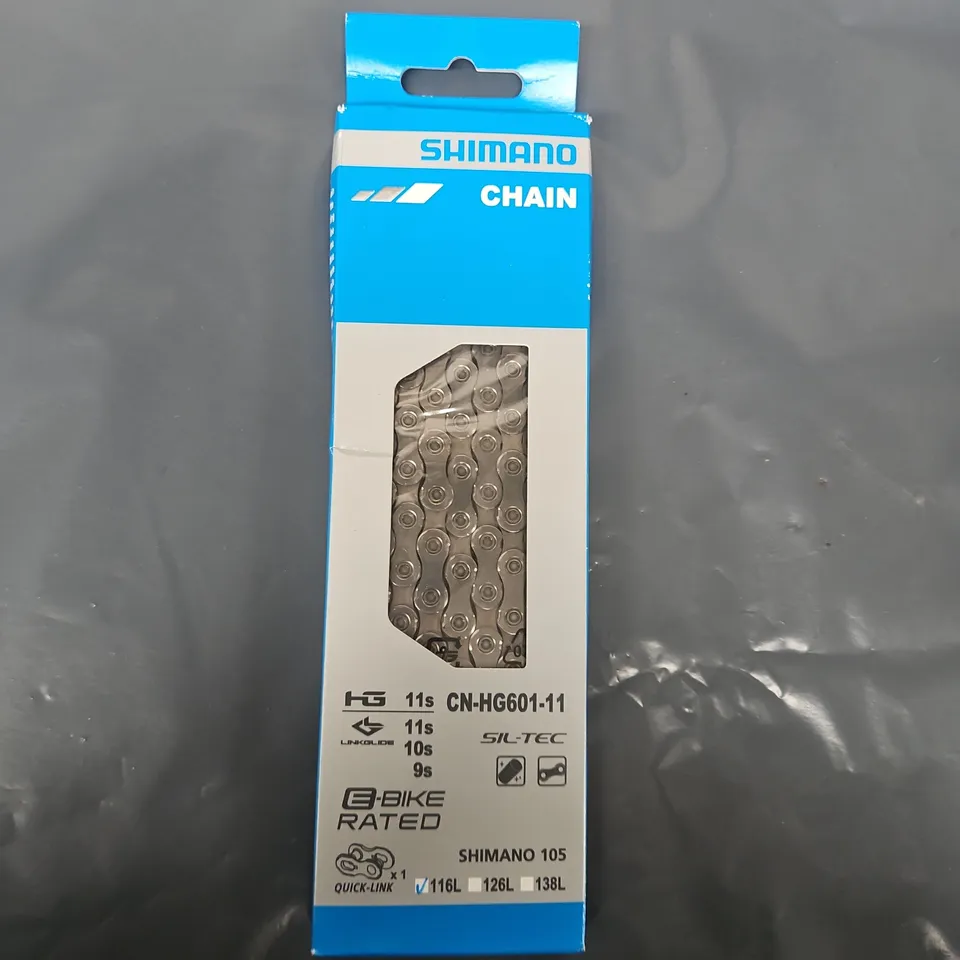 SHIMANO
CHAIN
HG 11s CN-HG601-11
LINKGLIDE 11s
10s
9s
SIL-TEC
E-BIKE
RATED
x 1
QUICK-LINK
SHIMANO 105
116L 126L 138L